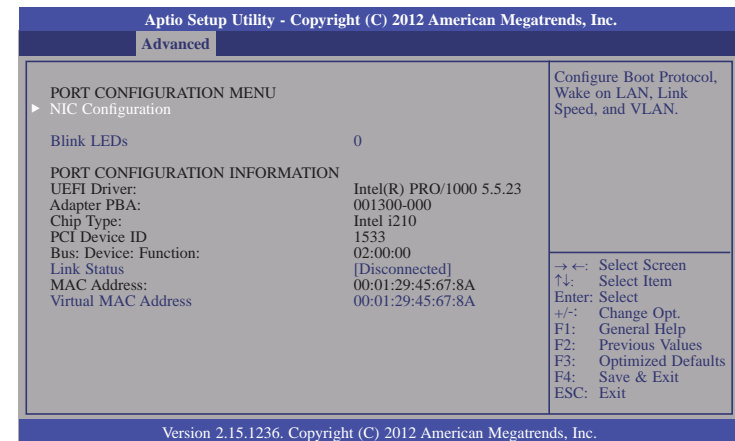 Aptio Setup Utility - Copyright (C) 2012 American Megatrends, Inc.
Advanced
PORT CONFIGURATION MENU
▶ NIC Configuration
Blink LEDs 0
PORT CONFIGURATION INFORMATION
UEFI Driver: Intel(R) PRO/1000 5.5.23
Adapter PBA: 001300-000
Chip Type: Intel i210
PCI Device ID 1533
Bus: Device: Function: 02:00:00
Link Status [Disconnected]
MAC Address: 00:01:29:45:67:8A
Virtual MAC Address 00:01:29:45:67:8A
Configure Boot Protocol,
Wake on LAN, Link
Speed, and VLAN.
→ ←: Select Screen
↑↓: Select Item
Enter: Select
+/-: Change Opt.
F1: General Help
F2: Previous Values
F3: Optimized Defaults
F4: Save & Exit
ESC: Exit
Version 2.15.1236. Copyright (C) 2012 American Megatrends, Inc.